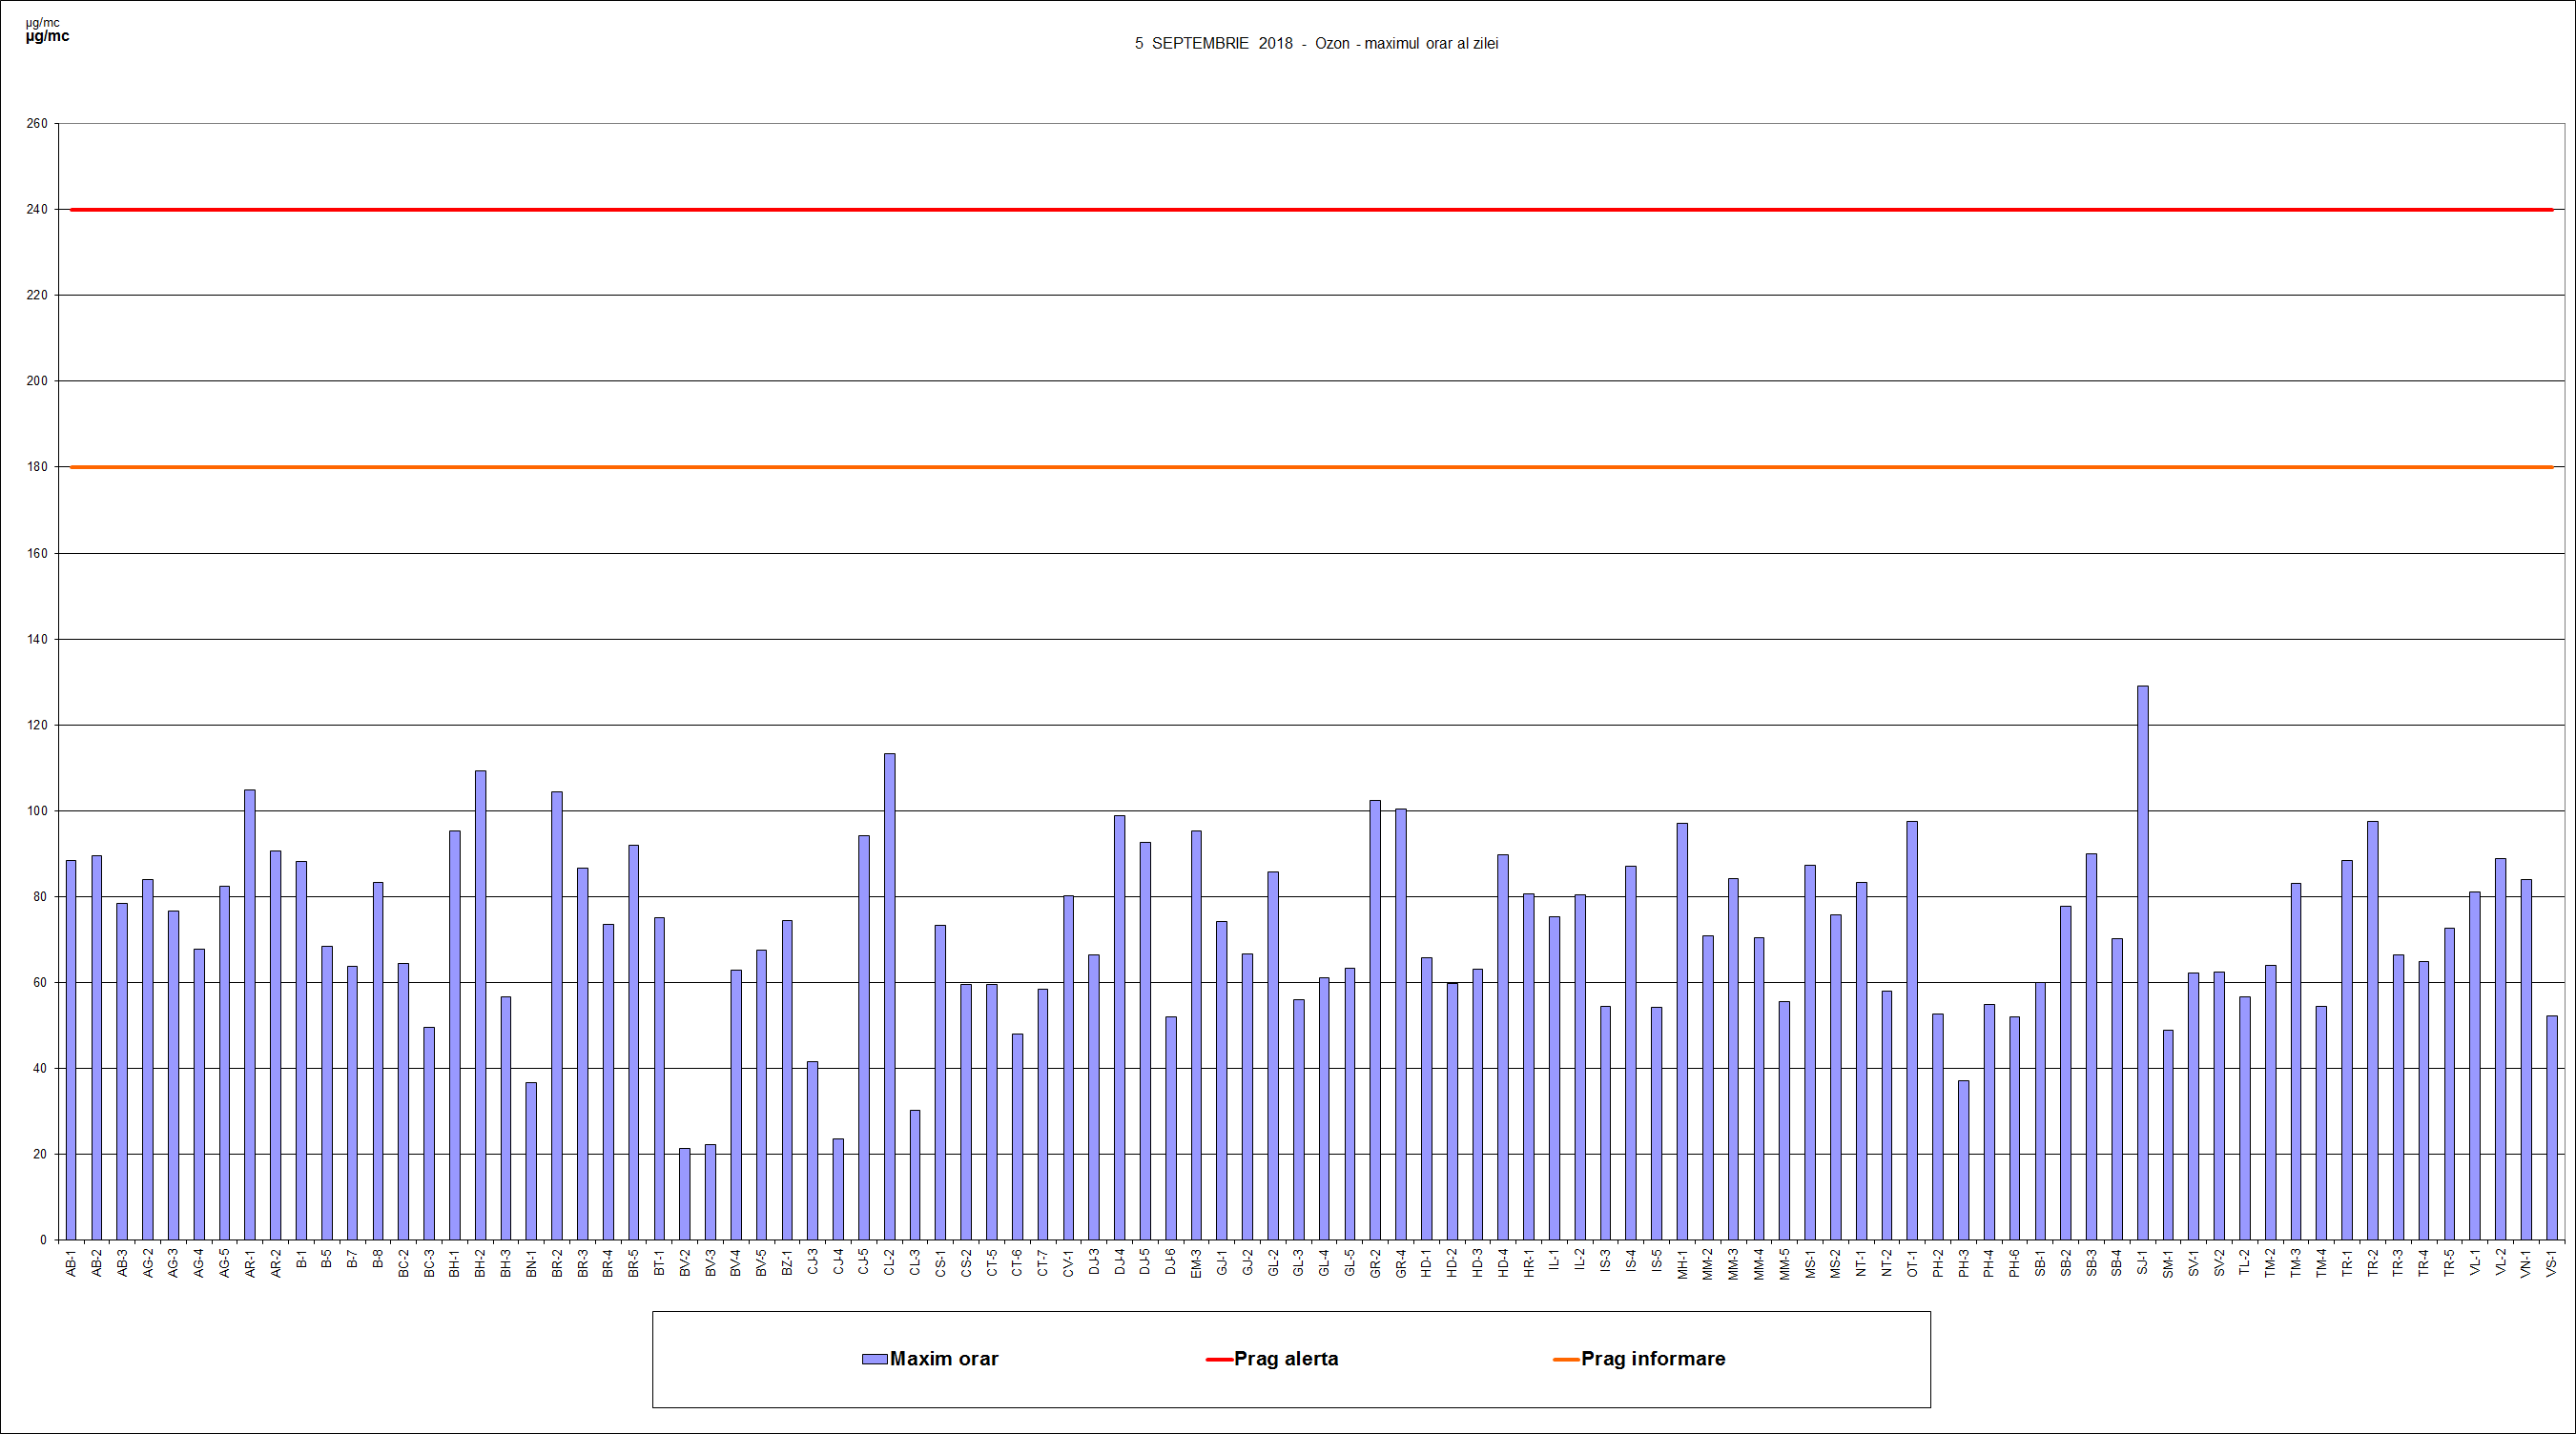 µg/mc
µg/mc
5 SEPTEMBRIE 2018 - Ozon - maximul orar al zilei
260
240
220
200
180
160
140
120
100
80
60
40
20
0
AB-1 AB-2 AB-3 AG-2 AG-3 AG-4 AG-5 AR-1 AR-2 B-1 B-5 B-7 B-8 BC-2 BC-3 BH-1 BH-2 BH-3 BN-1 BR-2 BR-3 BR-4 BR-5 BT-1 BV-2 BV-3 BV-4 BV-5 BZ-1 CJ-3 CJ-4 CJ-5 CL-2 CL-3 CS-1 CS-2 CT-5 CT-6 CT-7 CV-1 DJ-3 DJ-4 DJ-5 DJ-6 EM-3 GJ-1 GJ-2 GL-2 GL-3 GL-4 GL-5 GR-2 GR-4 HD-1 HD-2 HD-3 HD-4 HR-1 IL-1 IL-2 IS-3 IS-4 IS-5 MH-1 MM-2 MM-3 MM-4 MM-5 MS-1 MS-2 NT-1 NT-2 OT-1 PH-2 PH-3 PH-4 PH-6 SB-1 SB-2 SB-3 SB-4 SJ-1 SM-1 SV-1 SV-2 TL-2 TM-2 TM-3 TM-4 TR-1 TR-2 TR-3 TR-4 TR-5 VL-1 VL-2 VN-1 VS-1
Maxim orar Prag alerta Prag informare